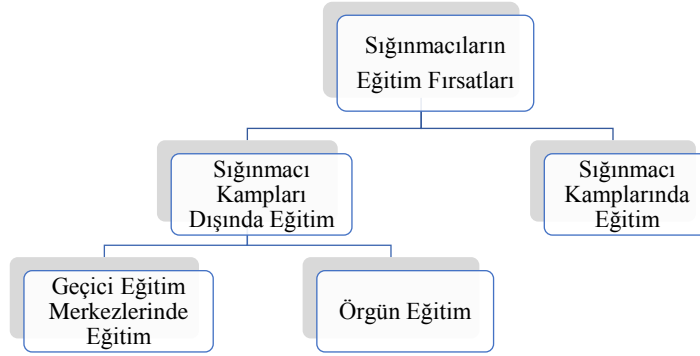 Sığınmacıların
Eğitim Fırsatları
Sığınmacı
Kampları
Dışında Eğitim
Sığınmacı
Kamplarında
Eğitim
Geçici Eğitim
Merkezlerinde
Eğitim
Örgün Eğitim